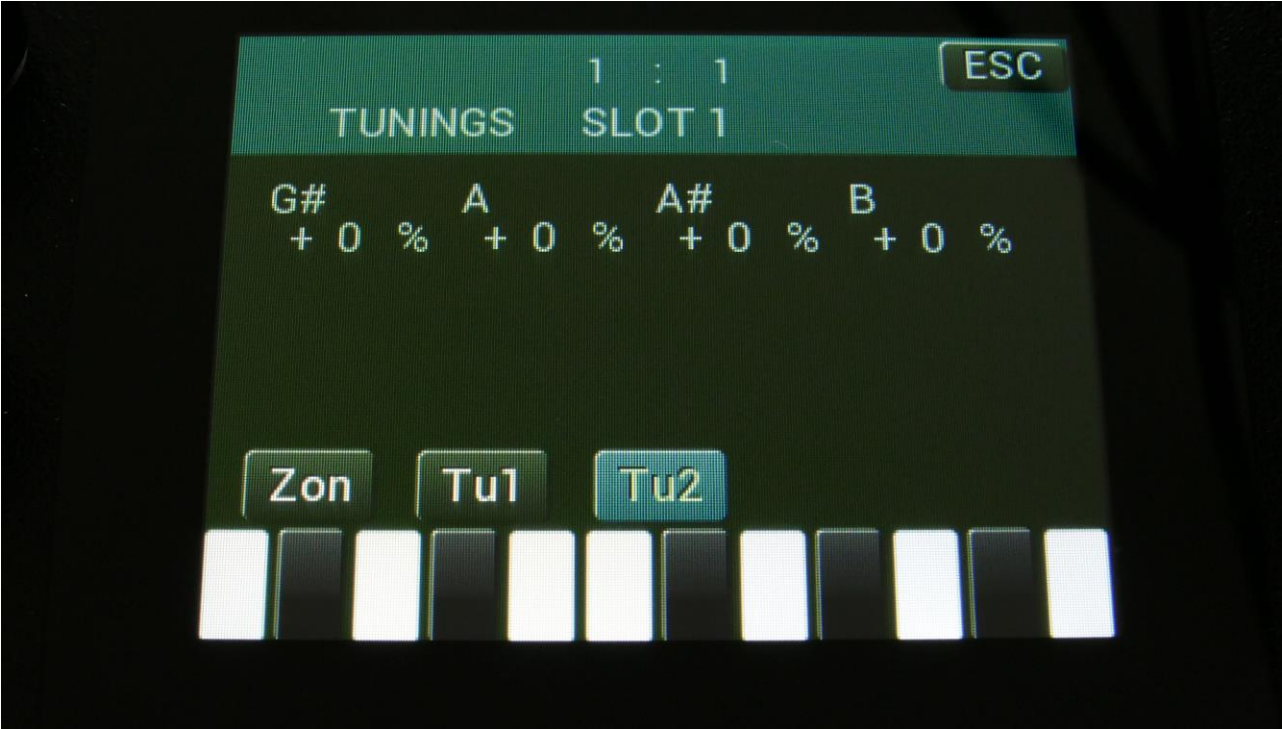 1 : 1
ESC
TUNINGS SLOT 1
G# A A# B
+ 0 % + 0 % + 0 % + 0 %
Zon Tu1 Tu2